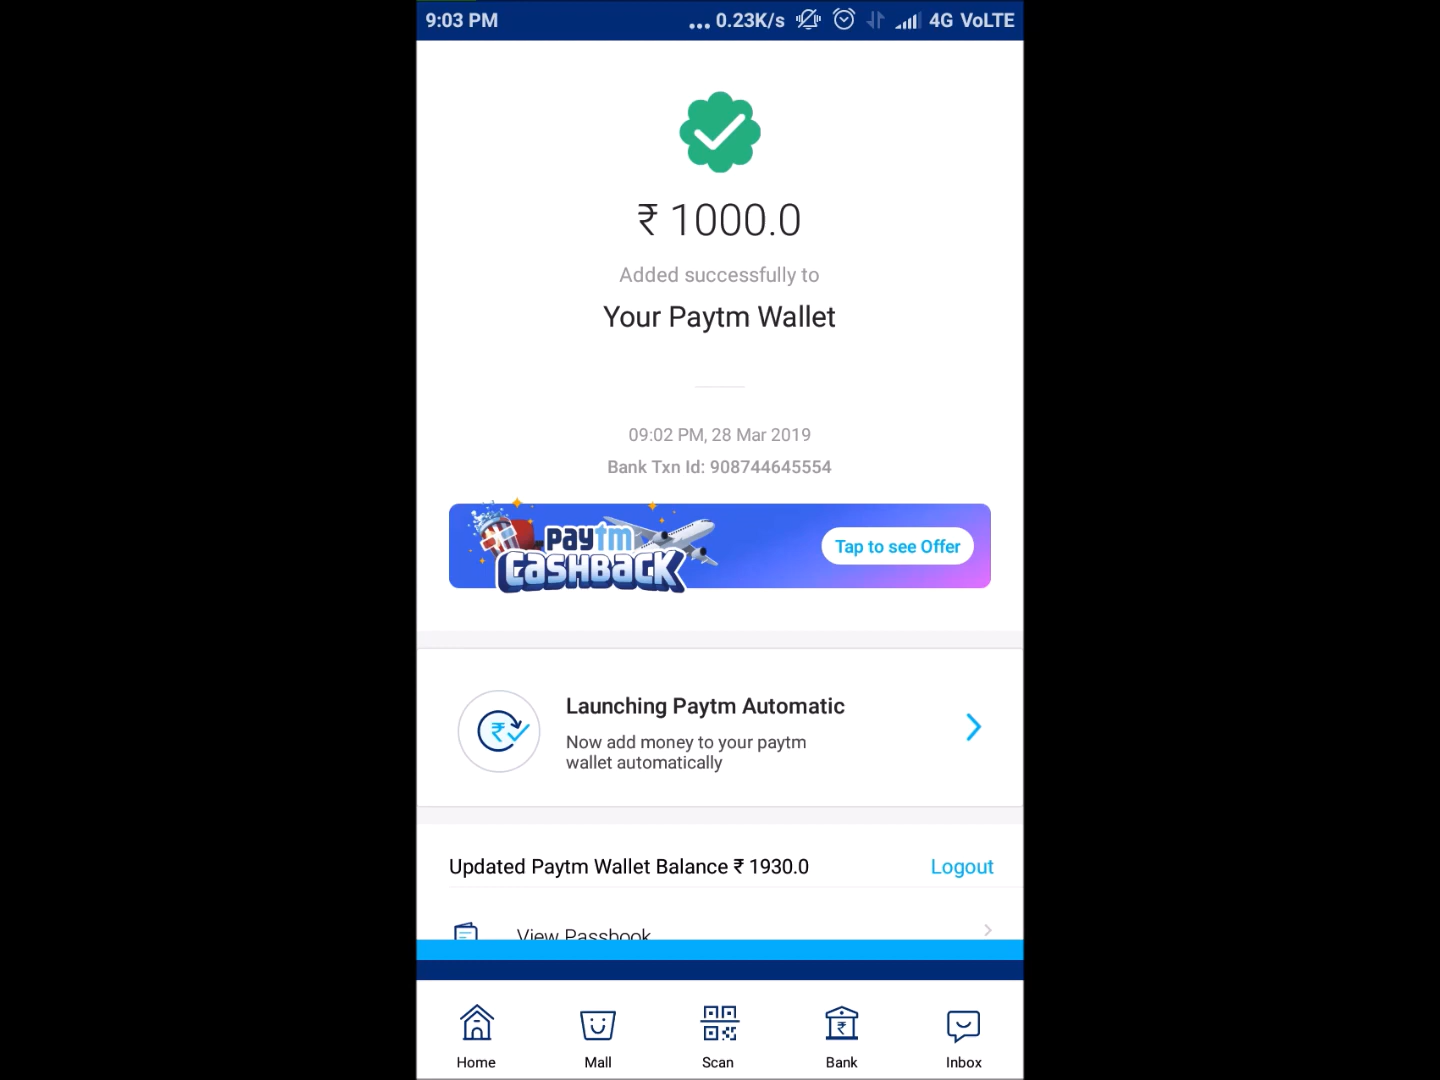 9:03 PM
... 0.23K/s 4G VoLTE
₹ 1000.0
Added successfully to
Your Paytm Wallet
09:02 PM, 28 Mar 2019
Bank Txn Id: 908744645554
paytm
CASHBACK
Tap to see Offer
Launching Paytm Automatic
Now add money to your paytm
wallet automatically
Updated Paytm Wallet Balance ₹ 1930.0
Logout
View Passbook
Home
Mall
Scan
Bank
Inbox